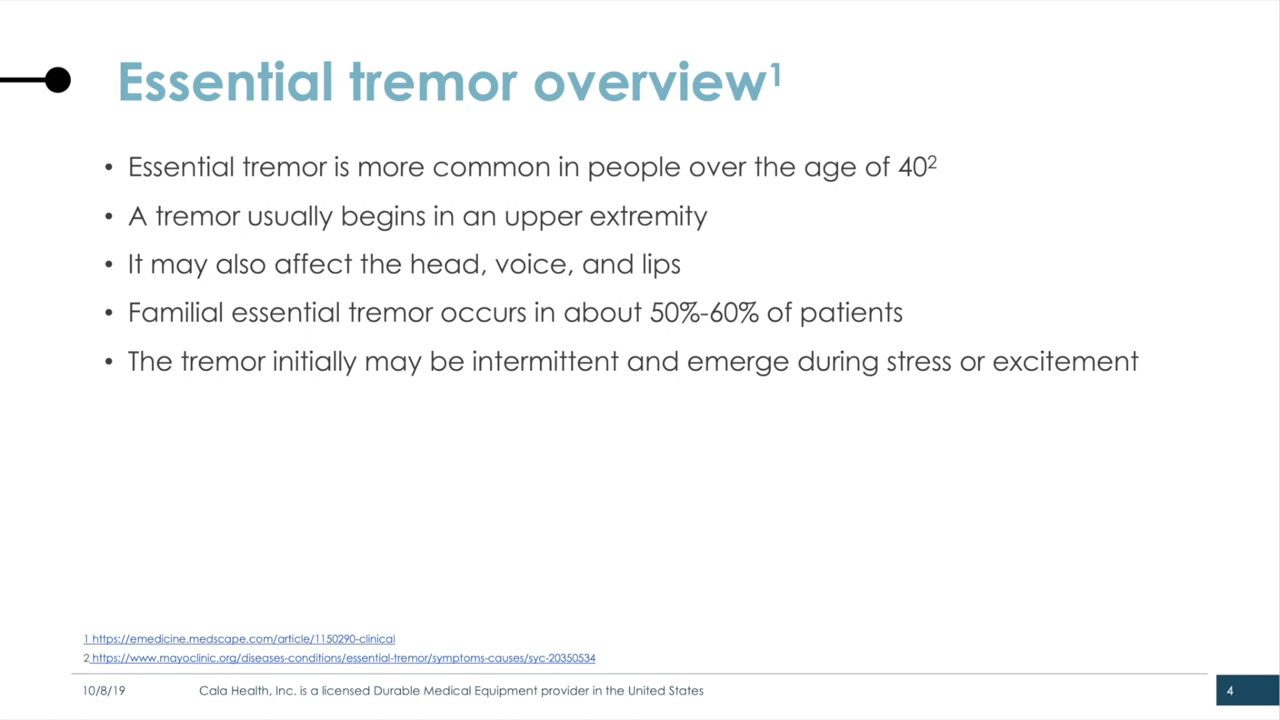 Essential tremor overview¹
• Essential tremor is more common in people over the age of 40²
• A tremor usually begins in an upper extremity
• It may also affect the head, voice, and lips
• Familial essential tremor occurs in about 50%-60% of patients
• The tremor initially may be intermittent and emerge during stress or excitement
1 https://emedicine.medscape.com/article/1150290-clinical
2 https://www.mayoclinic.org/diseases-conditions/essential-tremor/symptoms-causes/syc-20350534
10/8/19 Cala Health, Inc. is a licensed Durable Medical Equipment provider in the United States 4